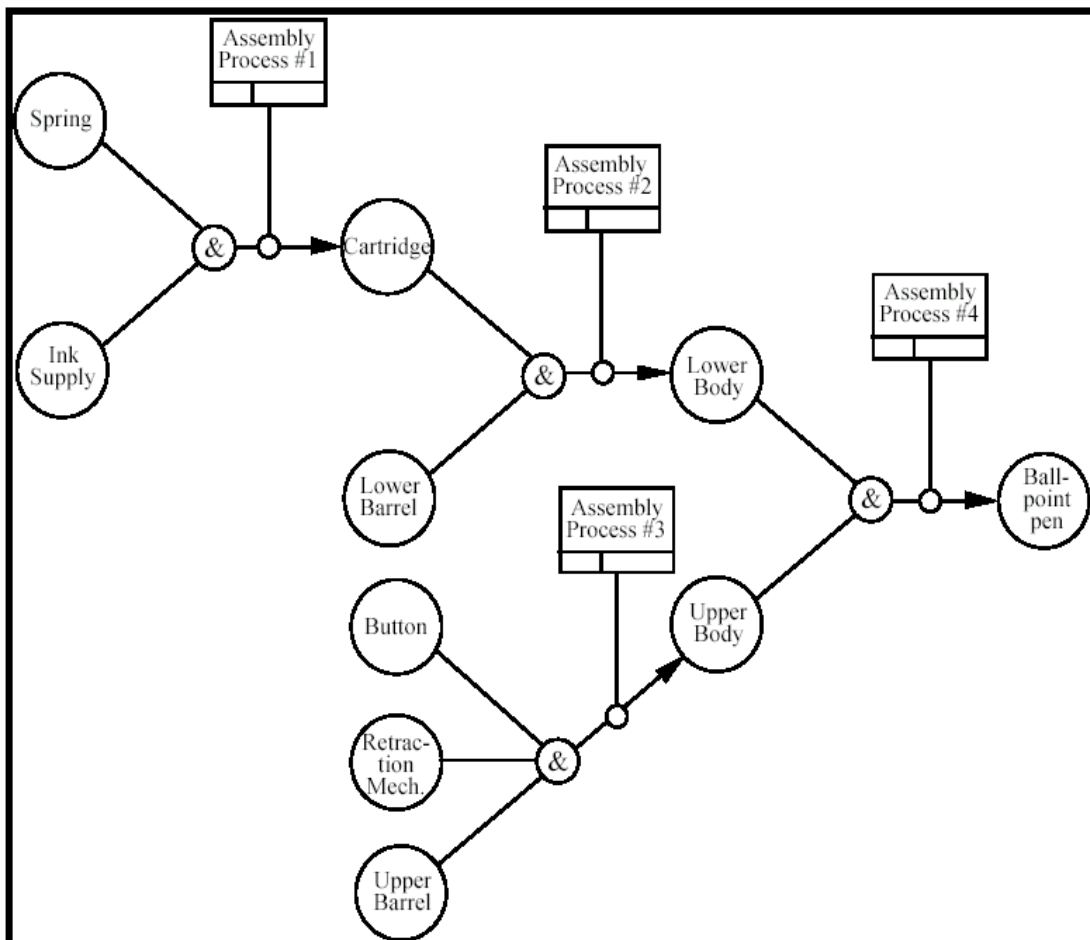 Assembly
Process #1
Spring
&
Cartridge
Ink
Supply
Assembly
Process #2
&
Lower
Body
Lower
Barrel
Assembly
Process #4
&
Ball-
point
pen
Assembly
Process #3
Button
Retrac-
tion
Mech.
Upper
Barrel
&
Upper
Body